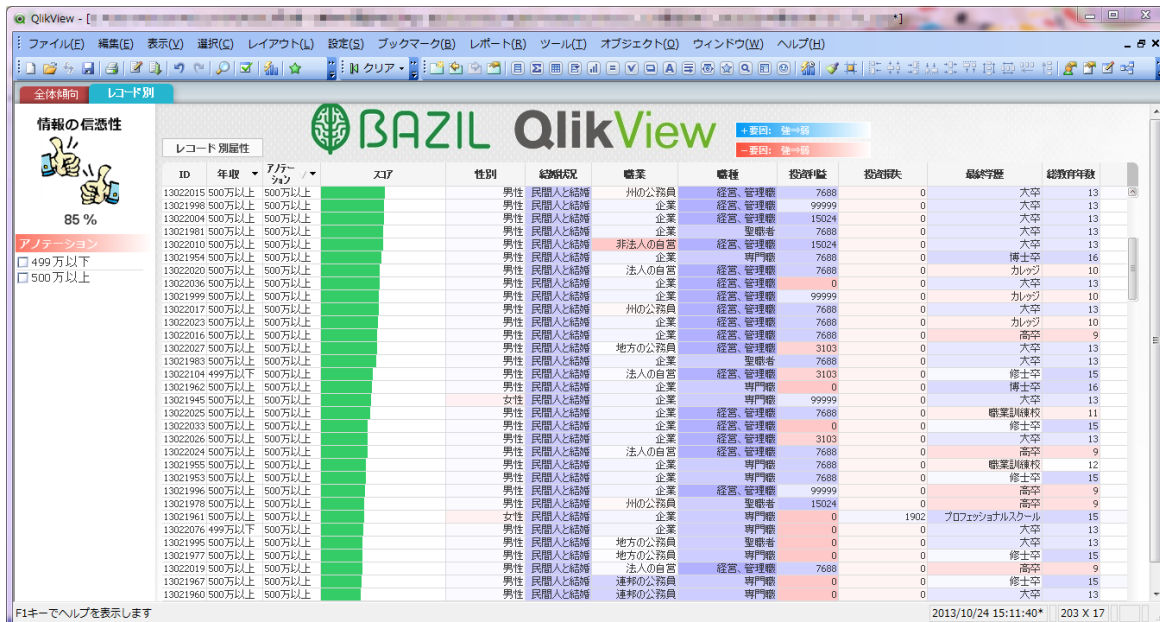 QlikView - [
*]
ファイル(F) 編集(E) 表示(V) 選択(C) レイアウト(L) 設定(S) ブックマーク(B) レポート(R) ツール(T) オブジェクト(O) ウィンドウ(W) ヘルプ(H)
クリア
全体傾向 レコード別
情報の信憑性
85 %
アノテーション
499万以下
500万以上
BAZIL QlikView
+要因: 強⇒弱
-要因: 強⇒弱
レコード別属性
ID 年収 アノテーション スコア 性別 結婚状況 職業 職種 投資利益 投資損失 最終学歴 総教育年数
13022015 500万以上 500万以上 男性 民間人と結婚 州の公務員 経営、管理職 7688 0 大卒 13
13021998 500万以上 500万以上 男性 民間人と結婚 企業 経営、管理職 99999 0 大卒 13
13022004 500万以上 500万以上 男性 民間人と結婚 企業 経営、管理職 15024 0 大卒 13
13021981 500万以上 500万以上 男性 民間人と結婚 企業 聖職者 7688 0 大卒 13
13022010 500万以上 500万以上 男性 民間人と結婚 非法人の自営 経営、管理職 15024 0 大卒 13
13021954 500万以上 500万以上 男性 民間人と結婚 企業 専門職 7688 0 博士卒 16
13022020 500万以上 500万以上 男性 民間人と結婚 法人の自営 経営、管理職 7688 0 カレッジ 10
13022036 500万以上 500万以上 男性 民間人と結婚 企業 経営、管理職 0 0 大卒 13
13021999 500万以上 500万以上 男性 民間人と結婚 企業 経営、管理職 99999 0 カレッジ 10
13022017 500万以上 500万以上 男性 民間人と結婚 州の公務員 経営、管理職 7688 0 大卒 13
13022023 500万以上 500万以上 男性 民間人と結婚 企業 経営、管理職 7688 0 カレッジ 10
13022016 500万以上 500万以上 男性 民間人と結婚 企業 経営、管理職 7688 0 高卒 9
13022027 500万以上 500万以上 男性 民間人と結婚 地方の公務員 経営、管理職 3103 0 大卒 13
13021983 500万以上 500万以上 男性 民間人と結婚 企業 聖職者 7688 0 大卒 13
13022104 499万以下 500万以上 男性 民間人と結婚 法人の自営 経営、管理職 3103 0 修士卒 15
13021962 500万以上 500万以上 男性 民間人と結婚 企業 専門職 0 0 博士卒 16
13021945 500万以上 500万以上 女性 民間人と結婚 企業 専門職 99999 0 大卒 13
13022025 500万以上 500万以上 男性 民間人と結婚 企業 経営、管理職 7688 0 職業訓練校 11
13022033 500万以上 500万以上 男性 民間人と結婚 企業 経営、管理職 0 0 修士卒 15
13022026 500万以上 500万以上 男性 民間人と結婚 企業 経営、管理職 3103 0 大卒 13
13022024 500万以上 500万以上 男性 民間人と結婚 法人の自営 経営、管理職 7688 0 高卒 9
13021955 500万以上 500万以上 男性 民間人と結婚 企業 専門職 7688 0 職業訓練校 12
13021953 500万以上 500万以上 男性 民間人と結婚 企業 専門職 7688 0 修士卒 15
13021996 500万以上 500万以上 男性 民間人と結婚 企業 経営、管理職 99999 0 高卒 9
13021978 500万以上 500万以上 男性 民間人と結婚 州の公務員 聖職者 15024 0 高卒 9
13021961 500万以上 500万以上 女性 民間人と結婚 企業 専門職 0 1902 プロフェッショナルスクール 15
13022076 499万以下 500万以上 男性 民間人と結婚 企業 専門職 0 0 大卒 13
13021995 500万以上 500万以上 男性 民間人と結婚 地方の公務員 聖職者 0 0 大卒 13
13021977 500万以上 500万以上 男性 民間人と結婚 地方の公務員 専門職 0 0 修士卒 15
13022019 500万以上 500万以上 男性 民間人と結婚 法人の自営 経営、管理職 7688 0 高卒 9
13021967 500万以上 500万以上 男性 民間人と結婚 連邦の公務員 専門職 0 0 修士卒 15
13021960 500万以上 500万以上 男性 民間人と結婚 連邦の公務員 専門職 0 0 大卒 13
F1キーでヘルプを表示します 2013/10/24 15:11:40* 203 X 17